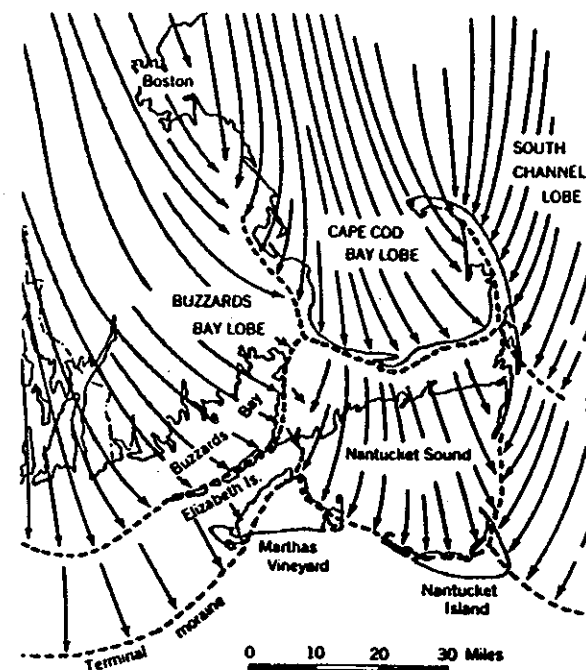 Boston
SOUTH
CHANNEL
LOBE
CAPE COD
BAY LOBE
BUZZARDS
BAY LOBE
Buzzards Bay
Elizabeth Is.
Nantucket Sound
Marthas
Vineyard
Nantucket
Island
Terminal moraine
0 10 30 Miles